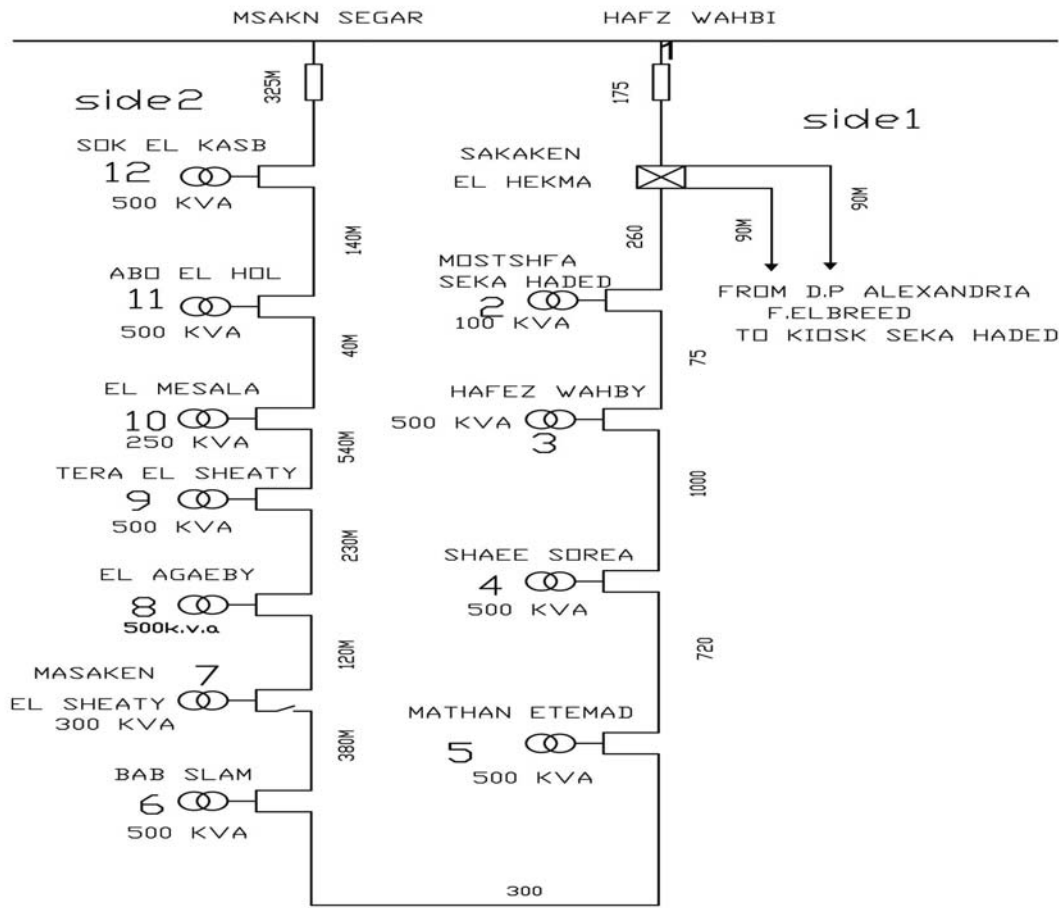 MSAKN SEGAR
HAFZ WAHBI
325M
175
1
side2
side1
SOK EL KASB
12
500 KVA
SAKAKEN
EL HEKMA
90M
90M
140M
260
ABO EL HOL
11
500 KVA
MOSTSHFA
SEKA HADED
2
100 KVA
FROM D.P ALEXANDRIA
F.ELBREED
TO KIOSK SEKA HADED
40M
75
EL MESALA
10
250 KVA
HAFEZ WAHBY
500 KVA
3
540M
1000
TERA EL SHEATY
9
500 KVA
230M
EL AGAEBY
8
500k.v.a
SHAEE SOREA
4
500 KVA
120M
720
MASAKEN
7
EL SHEATY
300 KVA
MATHAN ETEMAD
5
500 KVA
380M
BAB SLAM
6
500 KVA
300